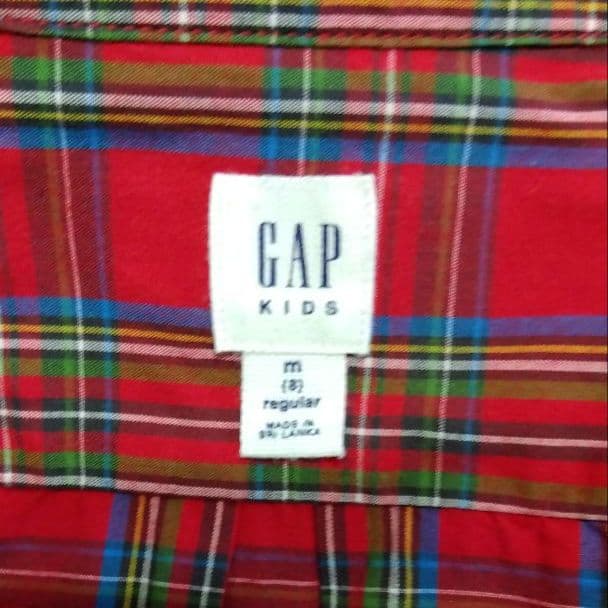 GAP
KIDS
m
(8)
regular
MADE IN
SRI LANKA